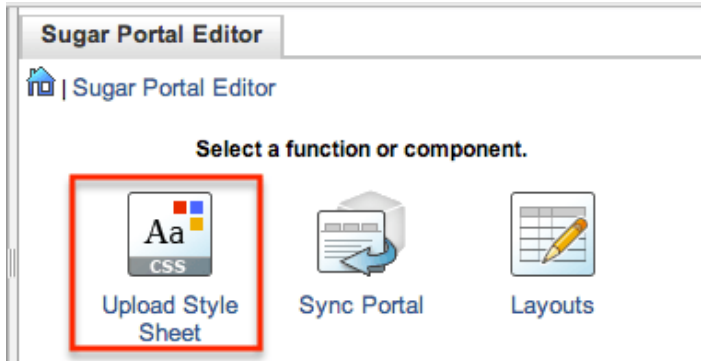 Sugar Portal Editor
| Sugar Portal Editor
Select a function or component.
Aa
CSS
Upload Style
Sheet
Sync Portal
Layouts